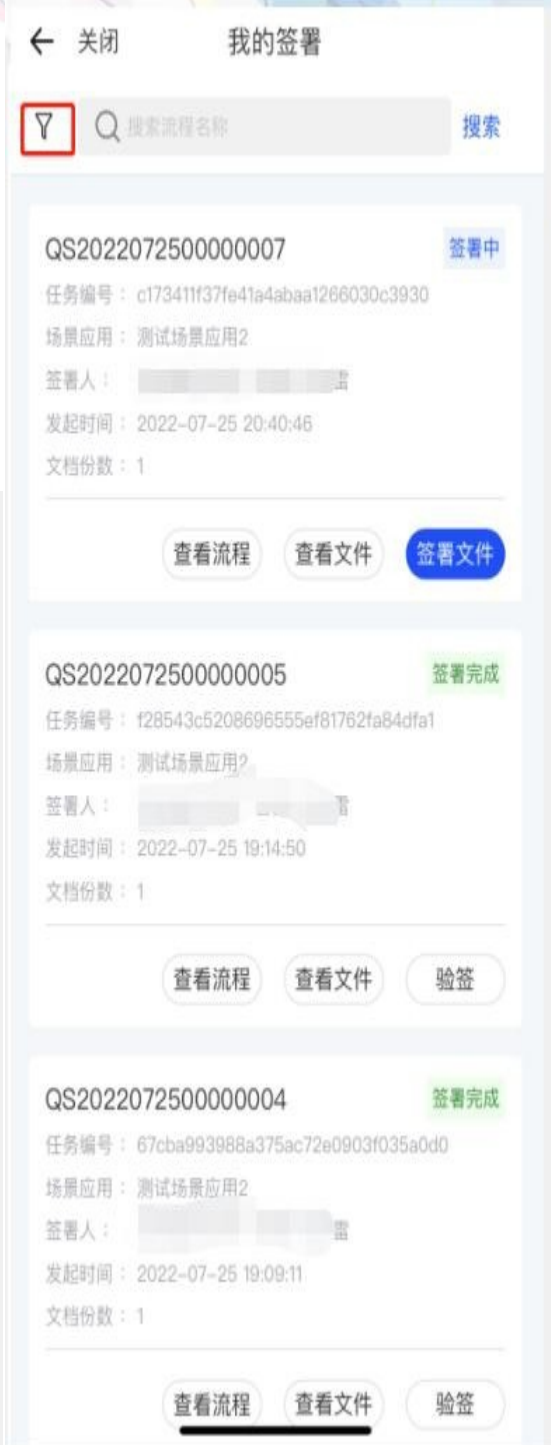 关闭 我的签署
搜索流程名称 搜索
QS2022072500000007 签署中
任务编号： c173411f37fe41a4abaa1266030c3930
场景应用： 测试场景应用2
签署人： 雷
发起时间： 2022-07-25 20:40:46
文档份数： 1
查看流程 查看文件 签署文件
QS2022072500000005 签署完成
任务编号： f28543c5208696555ef81762fa84dfa1
场景应用： 测试场景应用2
签署人： 雷
发起时间： 2022-07-25 19:14:50
文档份数： 1
查看流程 查看文件 验签
QS2022072500000004 签署完成
任务编号： 67cba993988a375ac72e0903f035a0d0
场景应用： 测试场景应用2
签署人： 雷
发起时间： 2022-07-25 19:09:11
文档份数： 1
查看流程 查看文件 验签